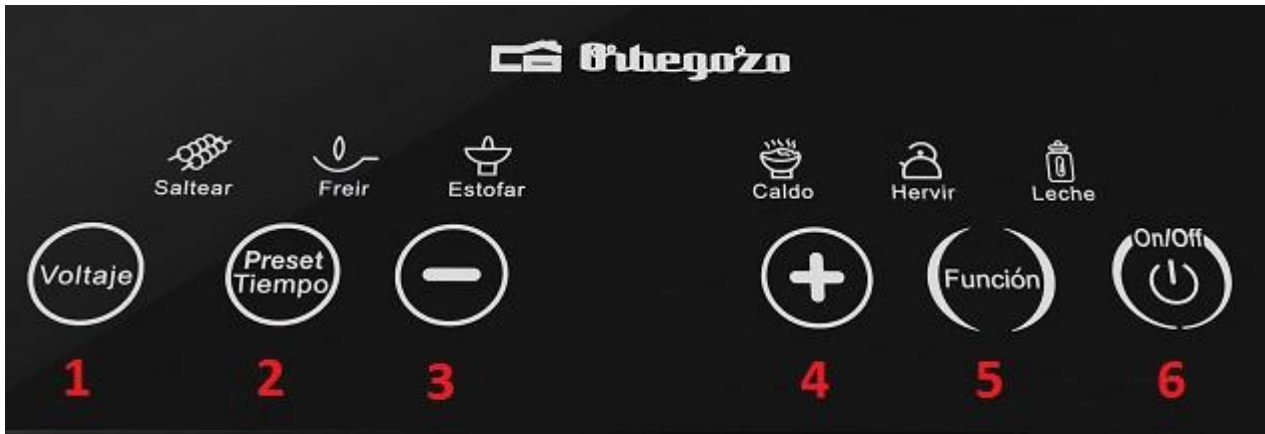 Orbegozo
Saltear Freir Estofar Caldo Hervir Leche
Voltaje Preset Tiempo Función On/Off
1 2 3 4 5 6